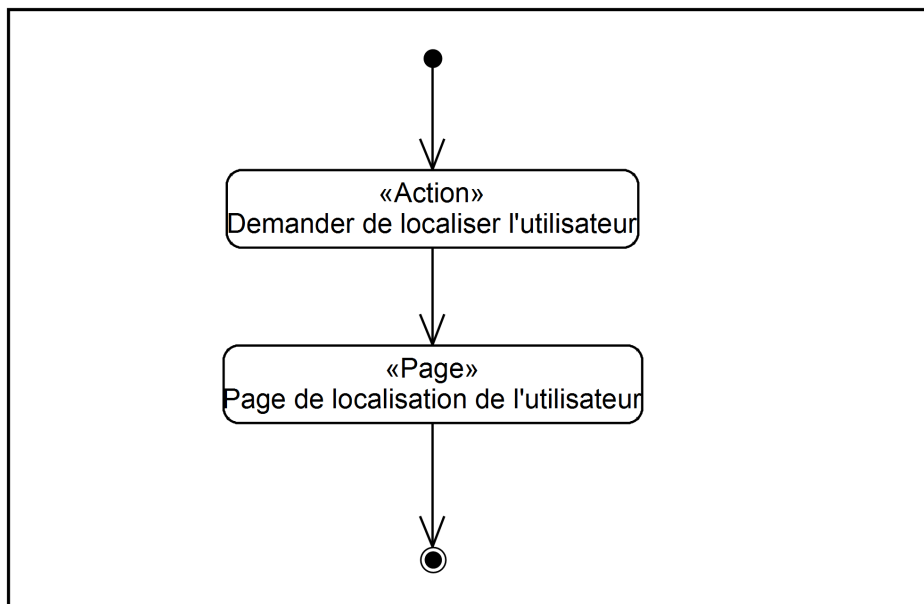 «Action»
Demander de localiser l'utilisateur
«Page»
Page de localisation de l'utilisateur